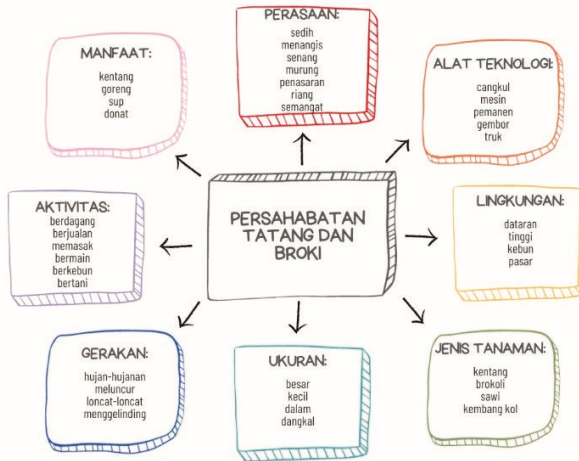 PERASAAN:
sedih
menangis
senang
murung
penasaran
riang
semangat
MANFAAT:
kentang
goreng
sup
donat
ALAT TEKNOLOGI:
cangkul
mesin
pemanen
gembor
truk
PERSAHABATAN
TATANG DAN
BROKI
AKTIVITAS:
berdagang
berjualan
memasak
bermain
berkebun
bertani
LINGKUNGAN:
dataran
tinggi
kebun
pasar
GERAKAN:
hujan-hujanan
meluncur
loncat-loncat
menggelinding
UKURAN:
besar
kecil
dalam
dangkal
JENIS TANAMAN:
kentang
brokoli
sawi
kembang kol